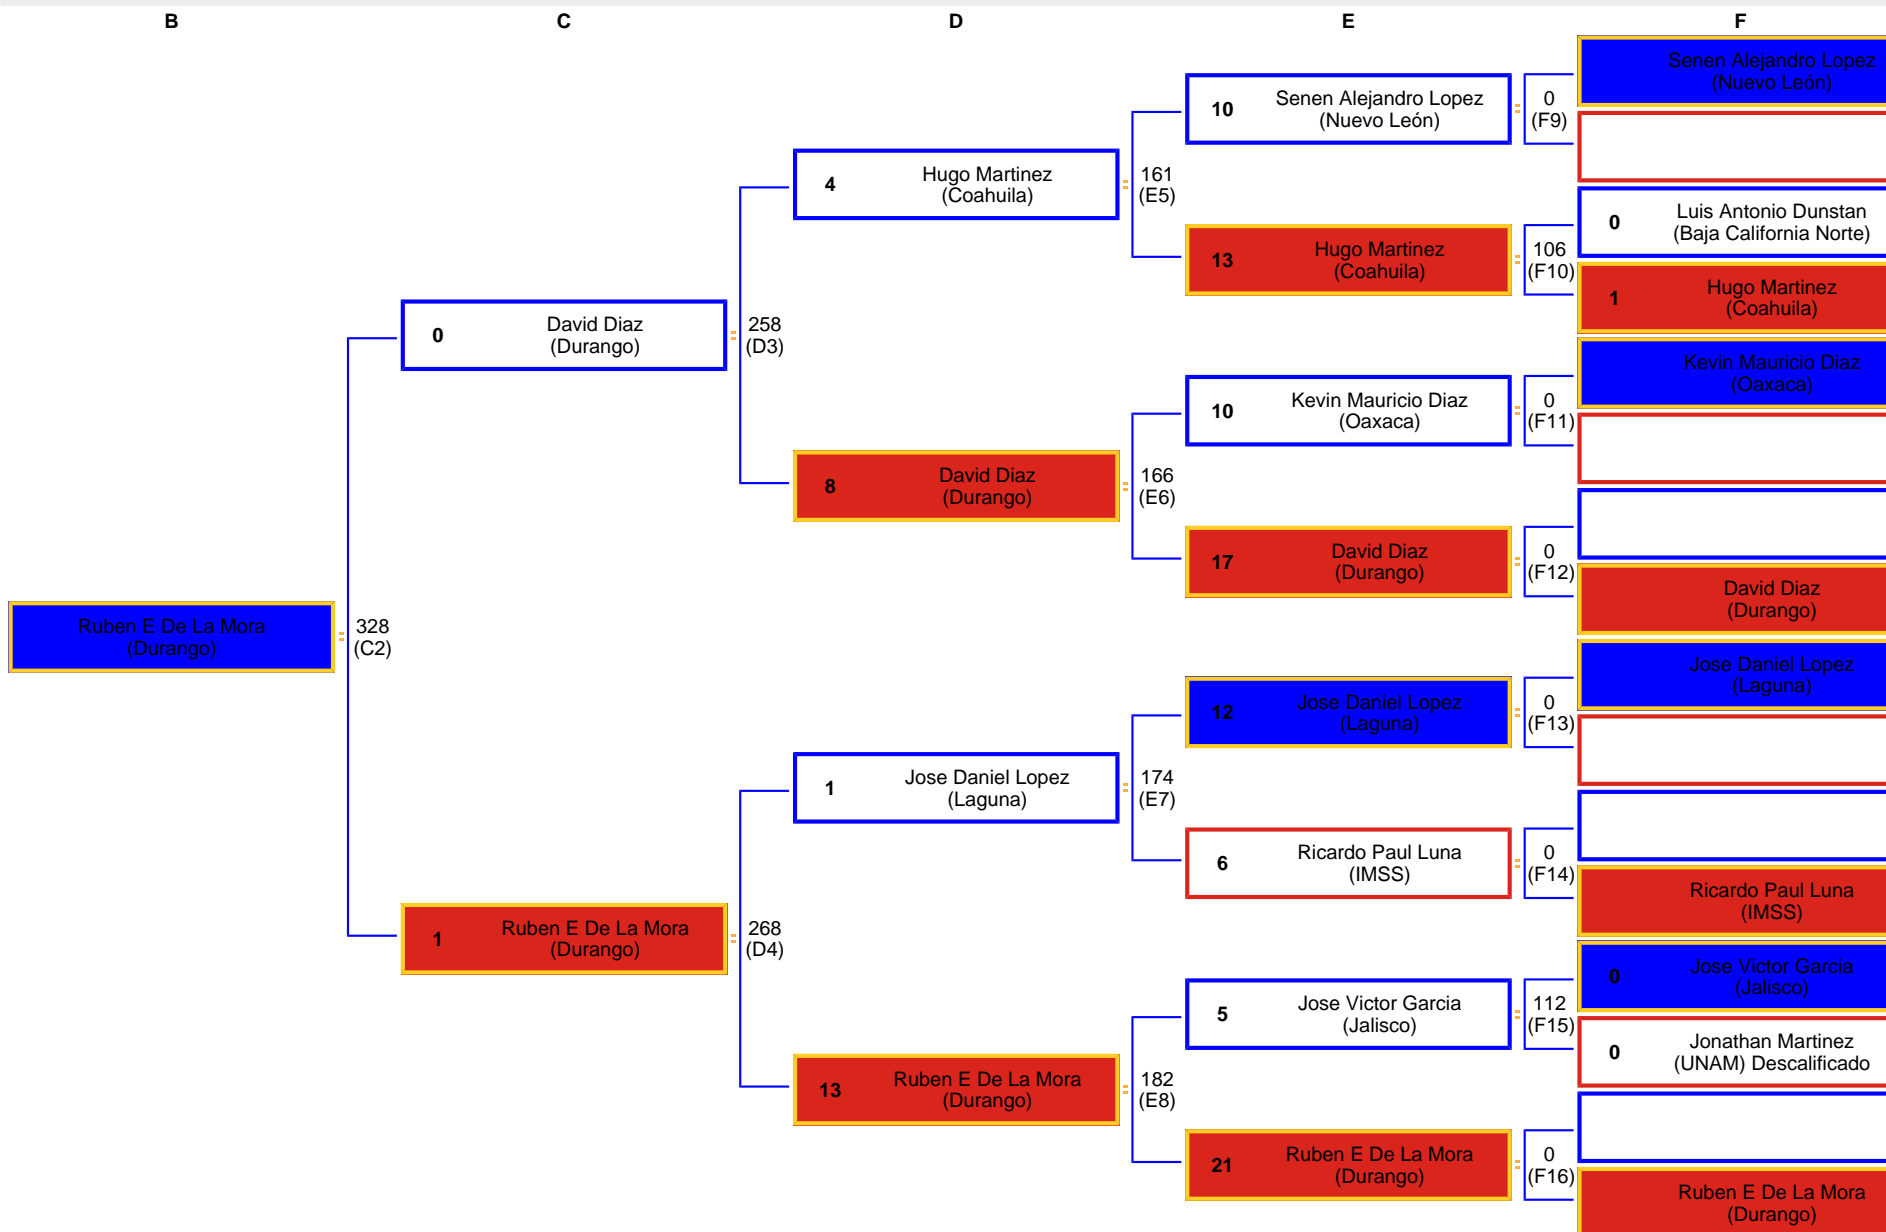 B
C
D
E
F
Ruben E De La Mora
(Durango)
328
(C2)
0
David Diaz
(Durango)
1
Ruben E De La Mora
(Durango)
258
(D3)
268
(D4)
4
Hugo Martinez
(Coahuila)
8
David Diaz
(Durango)
1
Jose Daniel Lopez
(Laguna)
13
Ruben E De La Mora
(Durango)
161
(E5)
166
(E6)
174
(E7)
182
(E8)
10
Senen Alejandro Lopez
(Nuevo León)
13
Hugo Martinez
(Coahuila)
10
Kevin Mauricio Diaz
(Oaxaca)
17
David Diaz
(Durango)
12
Jose Daniel Lopez
(Laguna)
6
Ricardo Paul Luna
(IMSS)
5
Jose Victor Garcia
(Jalisco)
21
Ruben E De La Mora
(Durango)
0
(F9)
106
(F10)
0
(F11)
0
(F12)
0
(F13)
0
(F14)
112
(F15)
0
(F16)
Senen Alejandro Lopez
(Nuevo León)
0
Luis Antonio Dunstan
(Baja California Norte)
1
Hugo Martinez
(Coahuila)
Kevin Mauricio Diaz
(Oaxaca)
David Diaz
(Durango)
Jose Daniel Lopez
(Laguna)
Ricardo Paul Luna
(IMSS)
0
Jose Victor Garcia
(Jalisco)
0
Jonathan Martinez
(UNAM) Descalificado
Ruben E De La Mora
(Durango)